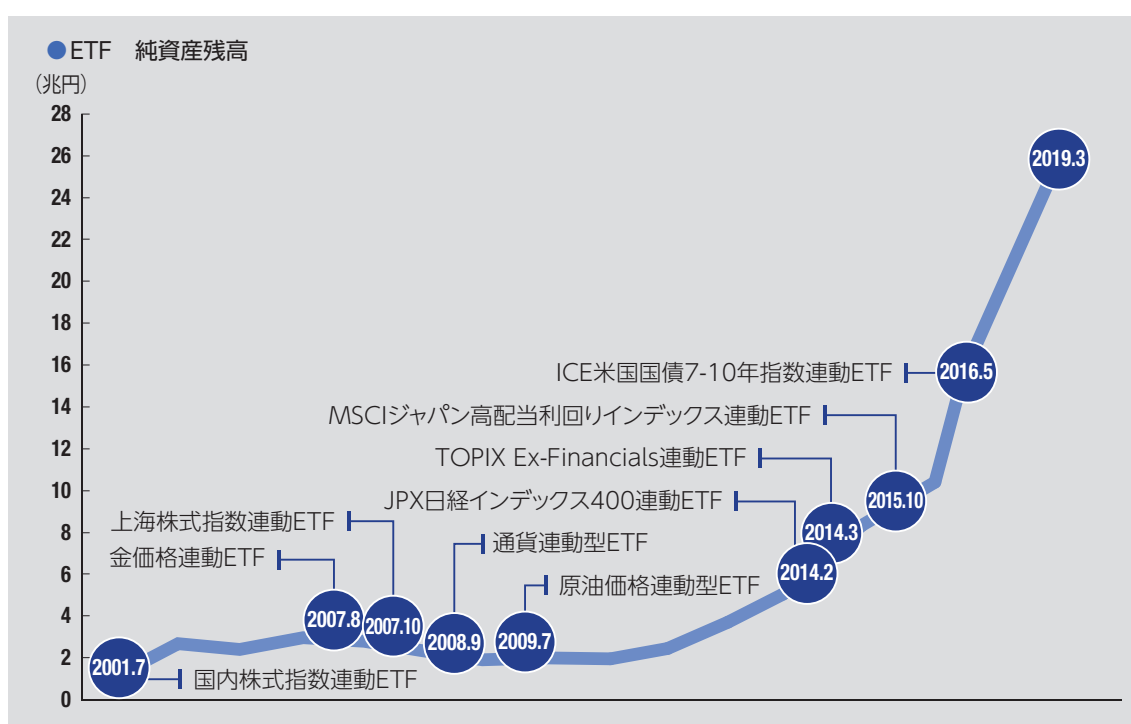 ●ETF 純資産残高
(兆円)
28
26
24
22
20
18
16
14
12
10
8
6
4
2
0
2019.3
ICE米国国債7-10年指数連動ETF
2016.5
MSCIジャパン高配当利回りインデックス連動ETF
2015.10
TOPIX Ex-Financials連動ETF
2014.3
JPX日経インデックス400連動ETF
2014.2
上海株式指数連動ETF
2007.10
通貨連動型ETF
2008.9
金価格連動ETF
2007.8
原油価格連動型ETF
2009.7
2001.7
国内株式指数連動ETF